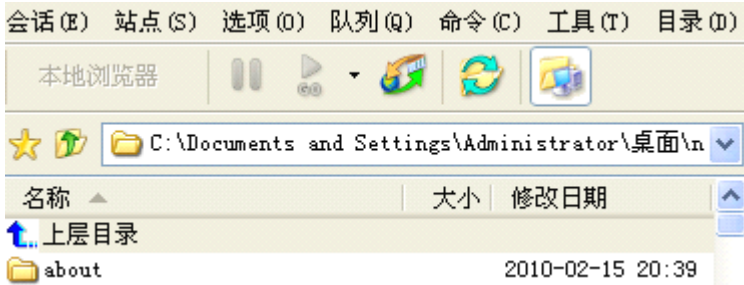 会话(E) 站点(S) 选项(O) 队列(Q) 命令(C) 工具(T) 目录(D)
本地浏览器 GO
C:\Documents and Settings\Administrator\桌面\n
名称 大小 修改日期
上层目录
about 2010-02-15 20:39